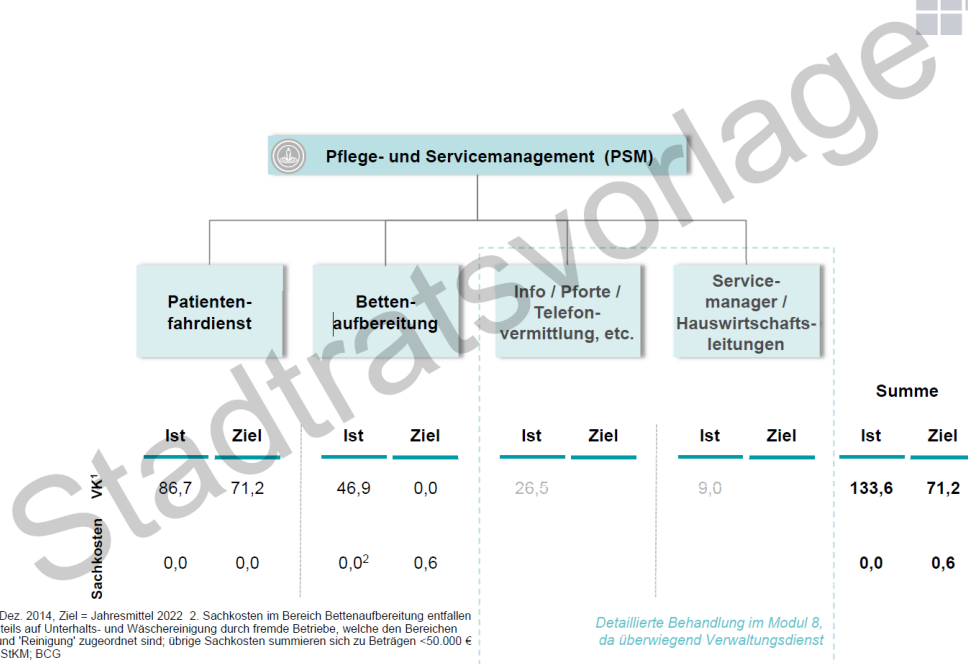 Stadtratsvorlage
Pflege- und Servicemanagement (PSM)
Patienten-
fahrdienst
Betten-
aufbereitung
Info / Pforte /
Telefon-
vermittlung, etc.
Service-
manager /
Hauswirtschafts-
leitungen
Summe
Ist Ziel Ist Ziel Ist Ziel Ist Ziel Ist Ziel
VK¹ 86,7 71,2 46,9 0,0 26,5 9,0 133,6 71,2
Sachkosten 0,0 0,0 0,0² 0,6 0,0 0,6
Dez. 2014, Ziel = Jahresmittel 2022 2. Sachkosten im Bereich Bettenaufbereitung entfallen
teils auf Unterhalts- und Wäschereinigung durch fremde Betriebe, welche den Bereichen
und 'Reinigung' zugeordnet sind; übrige Sachkosten summieren sich zu Beträgen <50.000 €
StKM; BCG
Detaillierte Behandlung im Modul 8,
da überwiegend Verwaltungsdienst